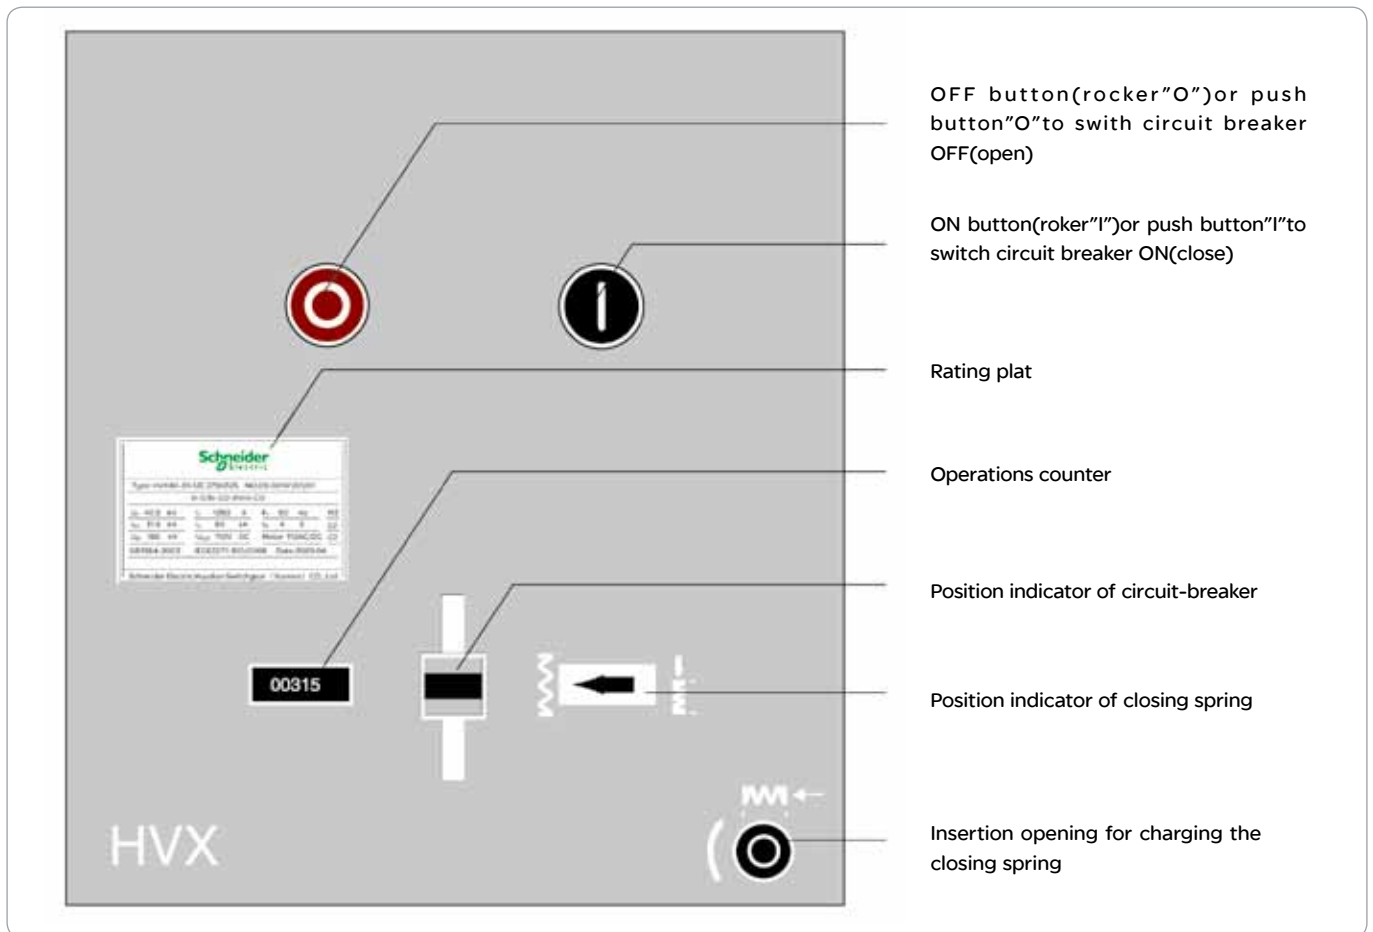 OFF button(rocker"O")or push
button"O"to swith circuit breaker
OFF(open)
ON button(roker"I")or push button"I"to
switch circuit breaker ON(close)
Rating plat
Schneider
Electric
Operations counter
Position indicator of circuit-breaker
00315
Position indicator of closing spring
HVX
Insertion opening for charging the
closing spring